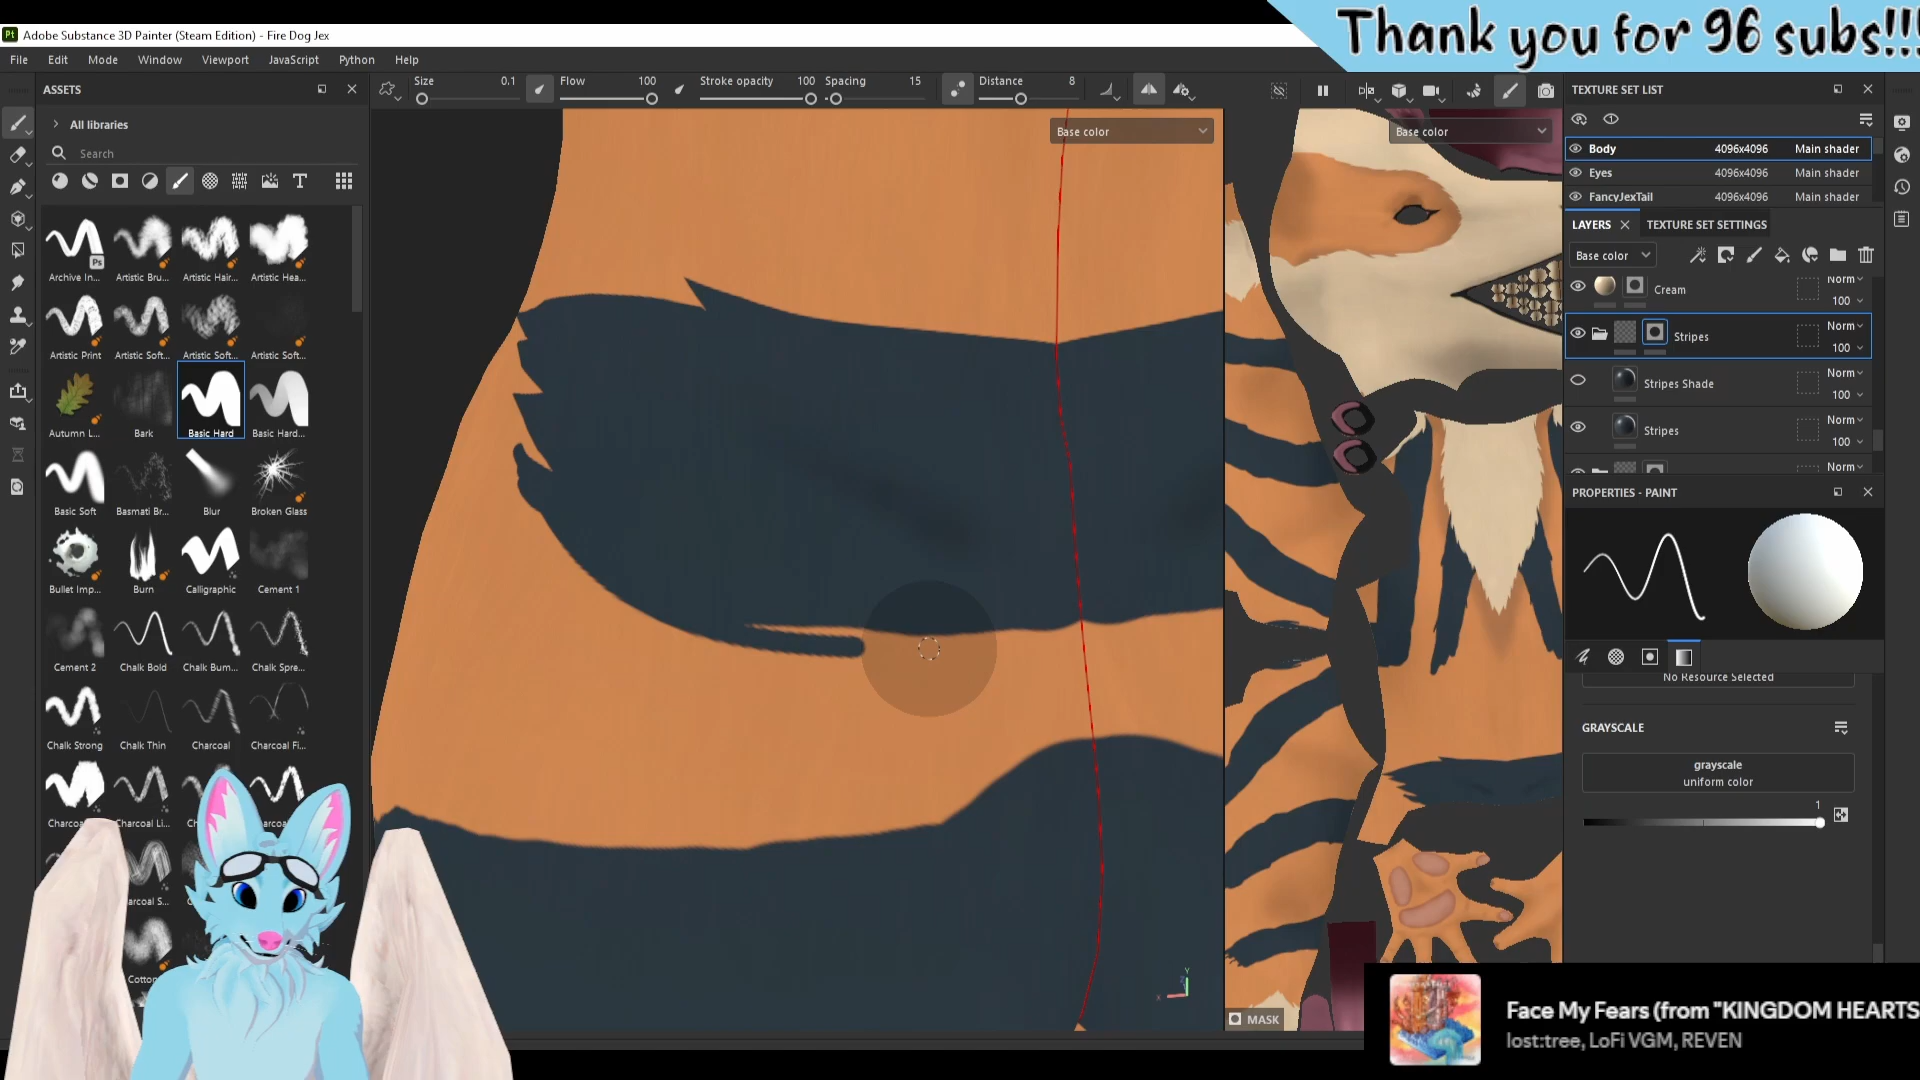 Thank you for 96 subs!!!
Adobe Substance 3D Painter (Steam Edition) - Fire Dog Jex
File Edit Mode Window Viewport JavaScript Python Help
ASSETS
Size 0.1 Flow 100 Stroke opacity 100 Spacing 15 Distance 8
TEXTURE SET LIST
All libraries
Search
Base color
Base color
Body 4096x4096 Main shader
Eyes 4096x4096 Main shader
FancyJexTail 4096x4096 Main shader
LAYERS TEXTURE SET SETTINGS
Base color
Archive In... Artistic Bru... Artistic Hair... Artistic Hea...
Artistic Print Artistic Soft... Artistic Soft... Artistic Soft...
Autumn L... Bark Basic Hard Basic Hard...
Basic Soft Basmati Br... Blur Broken Glass
Bullet Imp... Burn Calligraphic Cement 1
Cement 2 Chalk Bold Chalk Bum... Chalk Spre...
Chalk Strong Chalk Thin Charcoal Charcoal Fi...
Norm
Cream
100
Norm
Stripes
100
Norm
Stripes Shade
100
Norm
Stripes
100
Norm
PROPERTIES - PAINT
No Resource Selected
GRAYSCALE
grayscale
uniform color
1
MASK
Face My Fears (from "KINGDOM HEARTS
lost:tree, LoFi VGM, REVEN